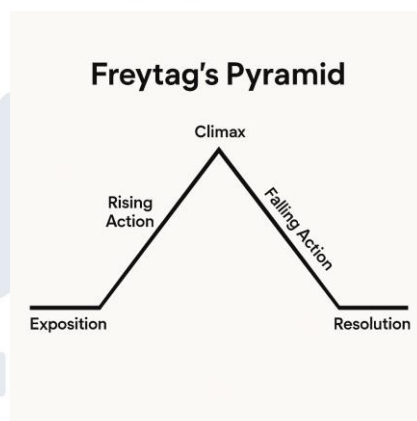 Freytag's Pyramid
Climax
Rising
Action
Falling Action
Exposition
Resolution